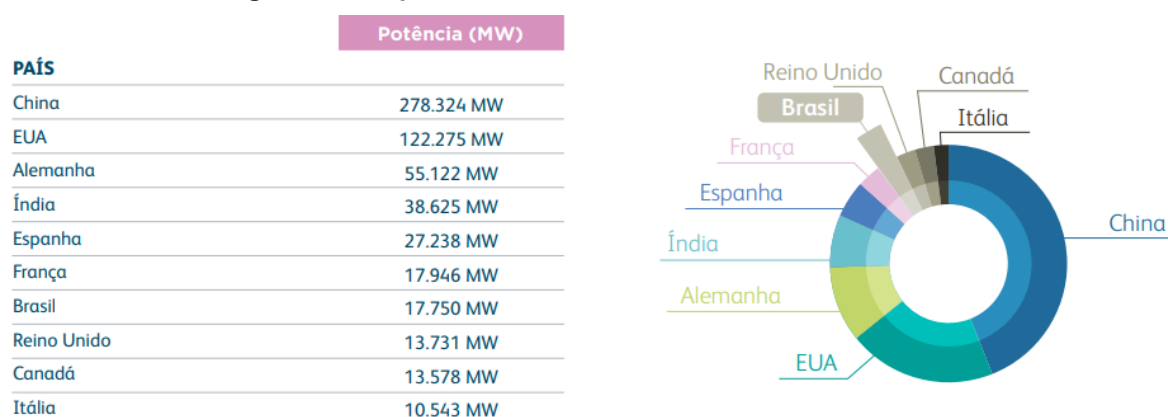 Potência (MW)
PAÍS
China 278.324 MW
EUA 122.275 MW
Alemanha 55.122 MW
Índia 38.625 MW
Espanha 27.238 MW
França 17.946 MW
Brasil 17.750 MW
Reino Unido 13.731 MW
Canadá 13.578 MW
Itália 10.543 MW
Reino Unido
Canadá
Brasil
Itália
França
Espanha
China
Índia
Alemanha
EUA